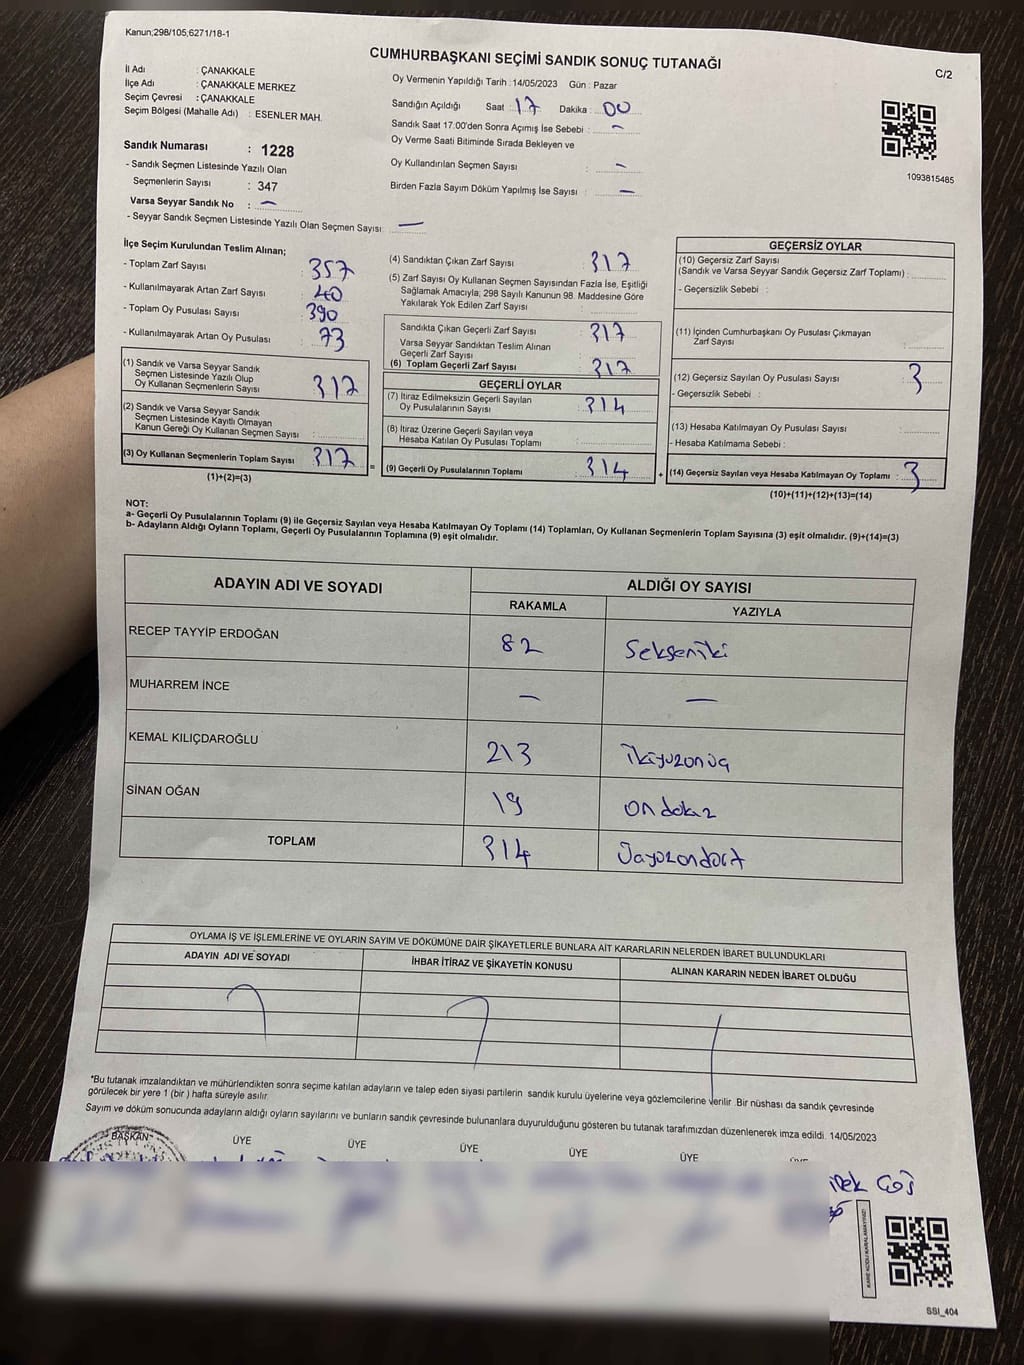 Kanun;298/105;6271/18-1
CUMHURBAŞKANI SEÇİMİ SANDIK SONUÇ TUTANAĞI
C/2
İl Adı : ÇANAKKALE
İlçe Adı : ÇANAKKALE MERKEZ
Seçim Çevresi : ÇANAKKALE
Seçim Bölgesi (Mahalle Adı) : ESENLER MAH.
Oy Vermenin Yapıldığı Tarih : 14/05/2023 Gün : Pazar
Sandığın Açıldığı Saat : 17 Dakika : 00
Sandık Saat 17.00'den Sonra Açımış İse Sebebi : -
Oy Verme Saati Bitiminde Sırada Bekleyen ve
Oy Kullandırılan Seçmen Sayısı : -
Birden Fazla Sayım Döküm Yapılmış İse Sayısı : -
1093815485
Sandık Numarası : 1228
- Sandık Seçmen Listesinde Yazılı Olan
Seçmenlerin Sayısı : 347
Varsa Seyyar Sandık No : -
- Seyyar Sandık Seçmen Listesinde Yazılı Olan Seçmen Sayısı: -
İlçe Seçim Kurulundan Teslim Alınan;
- Toplam Zarf Sayısı : 357
- Kullanılmayarak Artan Zarf Sayısı : 40
- Toplam Oy Pusulası Sayısı : 390
- Kullanılmayarak Artan Oy Pusulası : 73
(1) Sandık ve Varsa Seyyar Sandık
Seçmen Listesinde Yazılı Olup
Oy Kullanan Seçmenlerin Sayısı : 317
(2) Sandık ve Varsa Seyyar Sandık
Seçmen Listesinde Kayıtlı Olmayan
Kanun Gereği Oy Kullanan Seçmen Sayısı :
(3) Oy Kullanan Seçmenlerin Toplam Sayısı : 317
(1)+(2)=(3)
(4) Sandıktan Çıkan Zarf Sayısı : 317
(5) Zarf Sayısı Oy Kullanan Seçmen Sayısından Fazla İse, Eşitliği
Sağlamak Amacıyla, 298 Sayılı Kanunun 98. Maddesine Göre
Yakılarak Yok Edilen Zarf Sayısı :
Sandıkta Çıkan Geçerli Zarf Sayısı : 317
Varsa Seyyar Sandıktan Teslim Alınan
Geçerli Zarf Sayısı :
(6) Toplam Geçerli Zarf Sayısı : 317
GEÇERLİ OYLAR
(7) İtiraz Edilmeksizin Geçerli Sayılan
Oy Pusulalarının Sayısı : 314
(8) İtiraz Üzerine Geçerli Sayılan veya
Hesaba Katılan Oy Pusulası Toplamı :
= (9) Geçerli Oy Pusulalarının Toplamı : 314 +
GEÇERSİZ OYLAR
(10) Geçersiz Zarf Sayısı
(Sandık ve Varsa Seyyar Sandık Geçersiz Zarf Toplamı) :
- Geçersizlik Sebebi :
(11) İçinden Cumhurbaşkanı Oy Pusulası Çıkmayan
Zarf Sayısı :
(12) Geçersiz Sayılan Oy Pusulası Sayısı : 3
- Geçersizlik Sebebi :
(13) Hesaba Katılmayan Oy Pusulası Sayısı :
- Hesaba Katılmama Sebebi :
(14) Geçersiz Sayılan veya Hesaba Katılmayan Oy Toplamı : 3
(10)+(11)+(12)+(13)=(14)
NOT:
a- Geçerli Oy Pusulalarının Toplamı (9) ile Geçersiz Sayılan veya Hesaba Katılmayan Oy Toplamı (14) Toplamları, Oy Kullanan Seçmenlerin Toplam Sayısına (3) eşit olmalıdır. (9)+(14)=(3)
b- Adayların Aldığı Oyların Toplamı, Geçerli Oy Pusulalarının Toplamına (9) eşit olmalıdır.
ADAYIN ADI VE SOYADI ALDIĞI OY SAYISI
RAKAMLA YAZIYLA
RECEP TAYYİP ERDOĞAN 82 Sekseniki
MUHARREM İNCE - -
KEMAL KILIÇDAROĞLU 213 ikiyüzonüç
SİNAN OĞAN 19 ondokuz
TOPLAM 314 Üçyüzondört
OYLAMA İŞ VE İŞLEMLERİNE VE OYLARIN SAYIM VE DÖKÜMÜNE DAİR ŞİKAYETLERLE BUNLARA AİT KARARLARIN NELERDEN İBARET BULUNDUKLARI
ADAYIN ADI VE SOYADI İHBAR İTİRAZ VE ŞİKAYETİN KONUSU ALINAN KARARIN NEDEN İBARET OLDUĞU
*Bu tutanak imzalandıktan ve mühürlendikten sonra seçime katılan adayların ve talep eden siyasi partilerin sandık kurulu üyelerine veya gözlemcilerine verilir .Bir nüshası da sandık çevresinde
görülecek bir yere 1 (bir ) hafta süreyle asılır.
Sayım ve döküm sonucunda adayların aldığı oyların sayılarını ve bunların sandık çevresinde bulunanlara duyurulduğunu gösteren bu tutanak tarafımızdan düzenlenerek imza edildi. 14/05/2023
BAŞKAN ÜYE ÜYE ÜYE ÜYE ÜYE
SSI_404